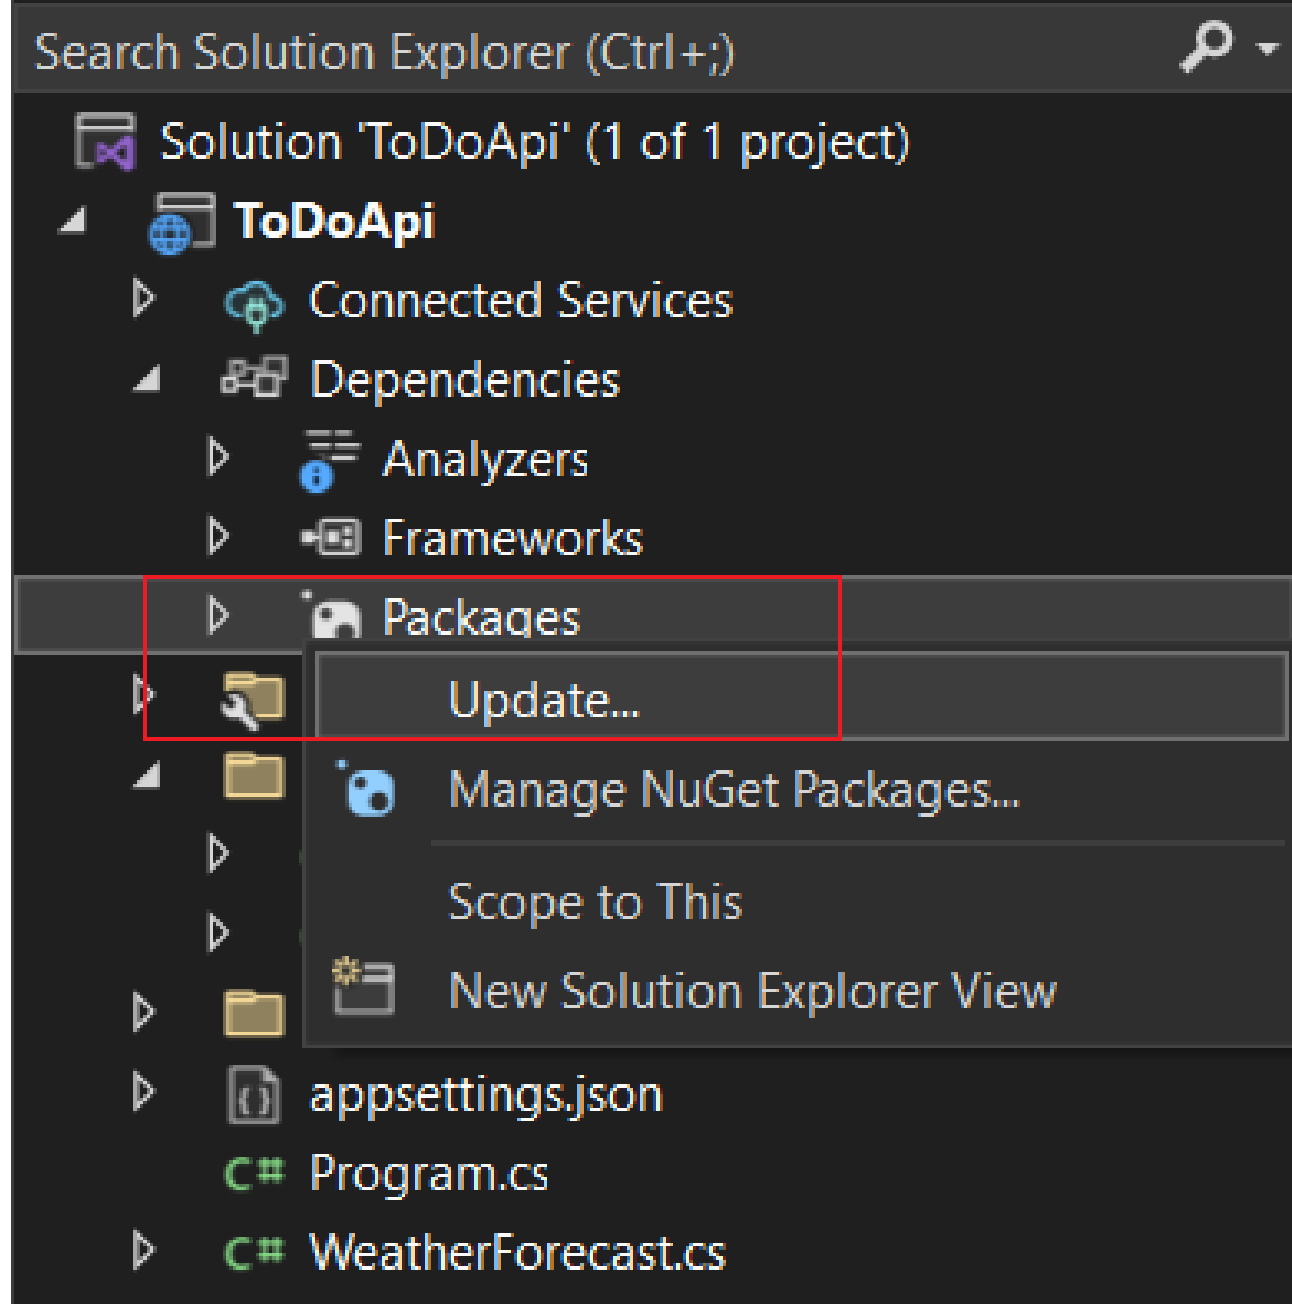 Search Solution Explorer (Ctrl+;)
Solution 'ToDoApi' (1 of 1 project)
ToDoApi
Connected Services
Dependencies
Analyzers
Frameworks
Packages
Update...
Manage NuGet Packages...
Scope to This
New Solution Explorer View
appsettings.json
C# Program.cs
C# WeatherForecast.cs